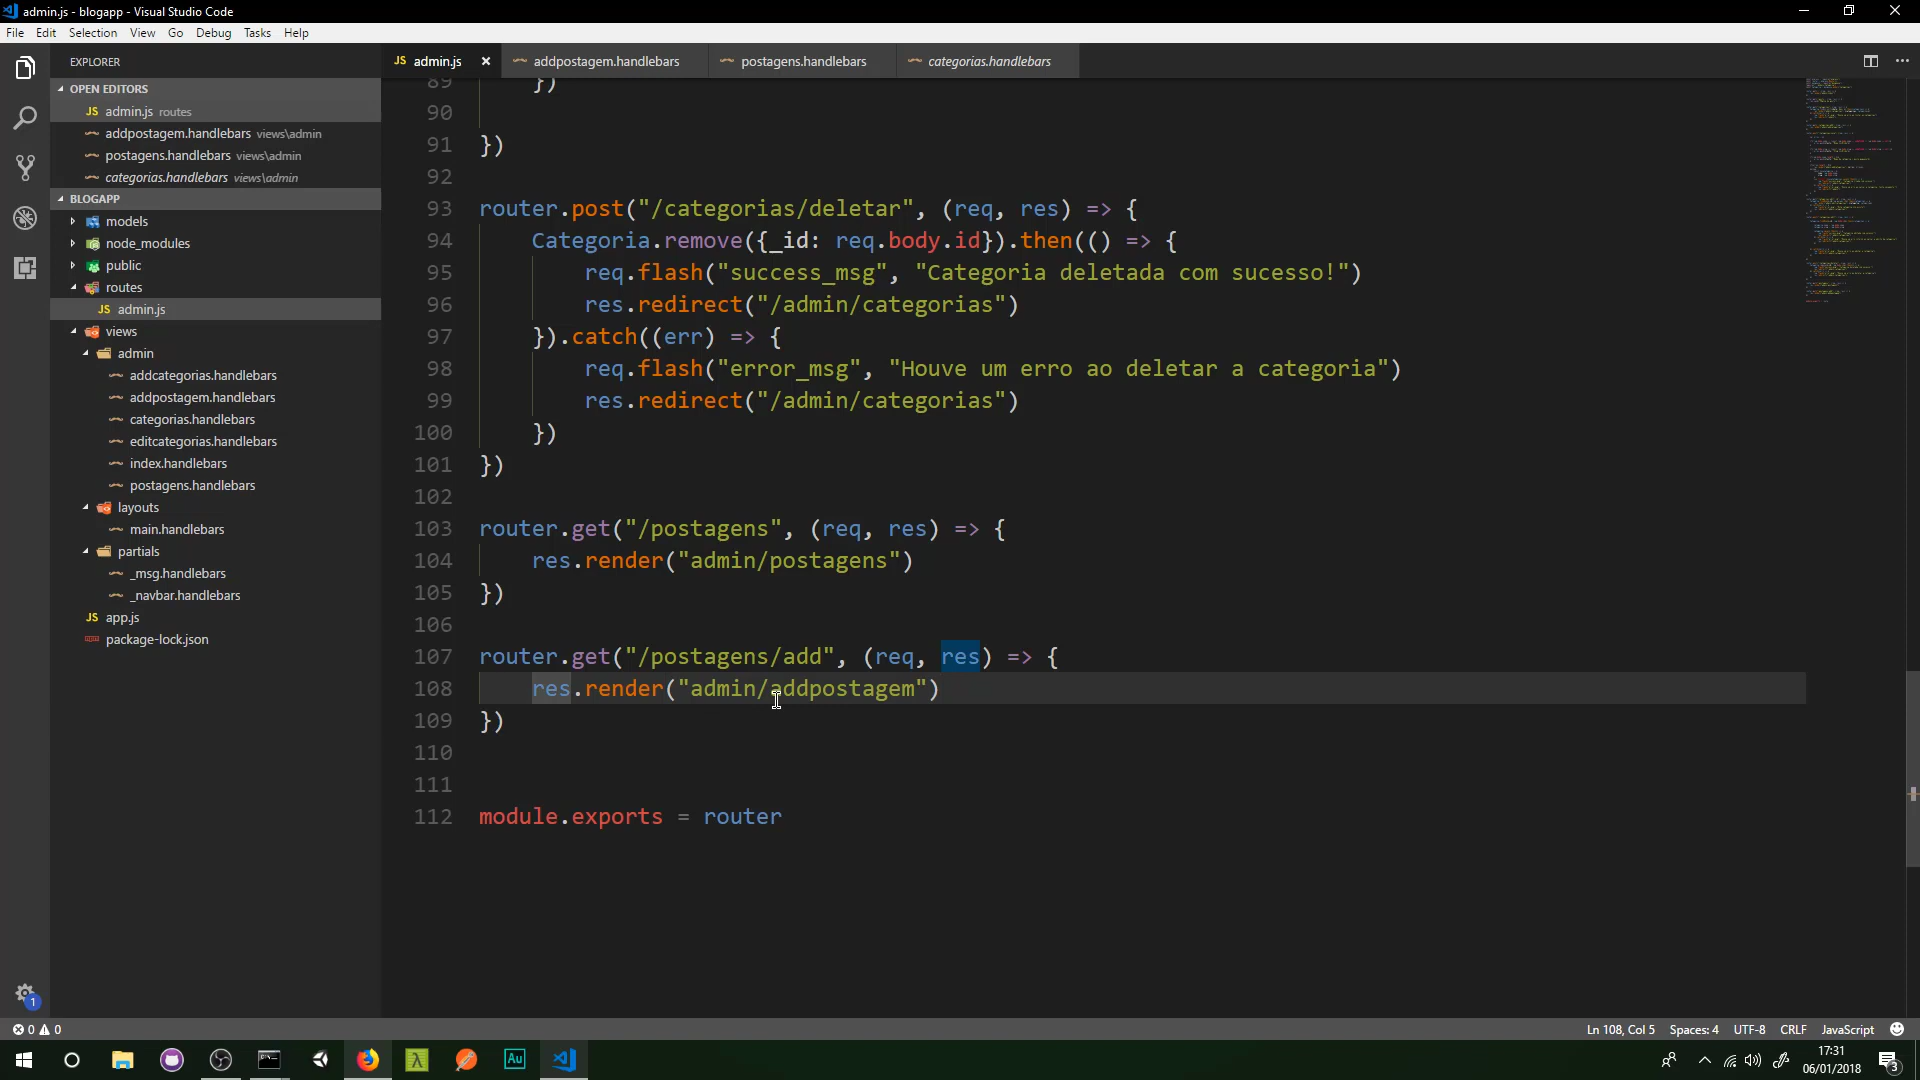 admin.js - blogapp - Visual Studio Code
File Edit Selection View Go Debug Tasks Help
EXPLORER
OPEN EDITORS
JS admin.js routes
addpostagem.handlebars views\admin
postagens.handlebars views\admin
categorias.handlebars views\admin
BLOGAPP
models
node_modules
public
routes
JS admin.js
views
admin
addcategorias.handlebars
addpostagem.handlebars
categorias.handlebars
editcategorias.handlebars
index.handlebars
postagens.handlebars
layouts
main.handlebars
partials
_msg.handlebars
_navbar.handlebars
JS app.js
package-lock.json
1
JS admin.js × addpostagem.handlebars postagens.handlebars categorias.handlebars
89 })
90
91 })
92
93 router.post("/categorias/deletar", (req, res) => {
94 Categoria.remove({_id: req.body.id}).then(() => {
95 req.flash("success_msg", "Categoria deletada com sucesso!")
96 res.redirect("/admin/categorias")
97 }).catch((err) => {
98 req.flash("error_msg", "Houve um erro ao deletar a categoria")
99 res.redirect("/admin/categorias")
100 })
101 })
102
103 router.get("/postagens", (req, res) => {
104 res.render("admin/postagens")
105 })
106
107 router.get("/postagens/add", (req, res) => {
108 res.render("admin/addpostagem")
109 })
110
111
112 module.exports = router
0 0 Ln 108, Col 5 Spaces: 4 UTF-8 CRLF JavaScript
Au
17:31
06/01/2018
3